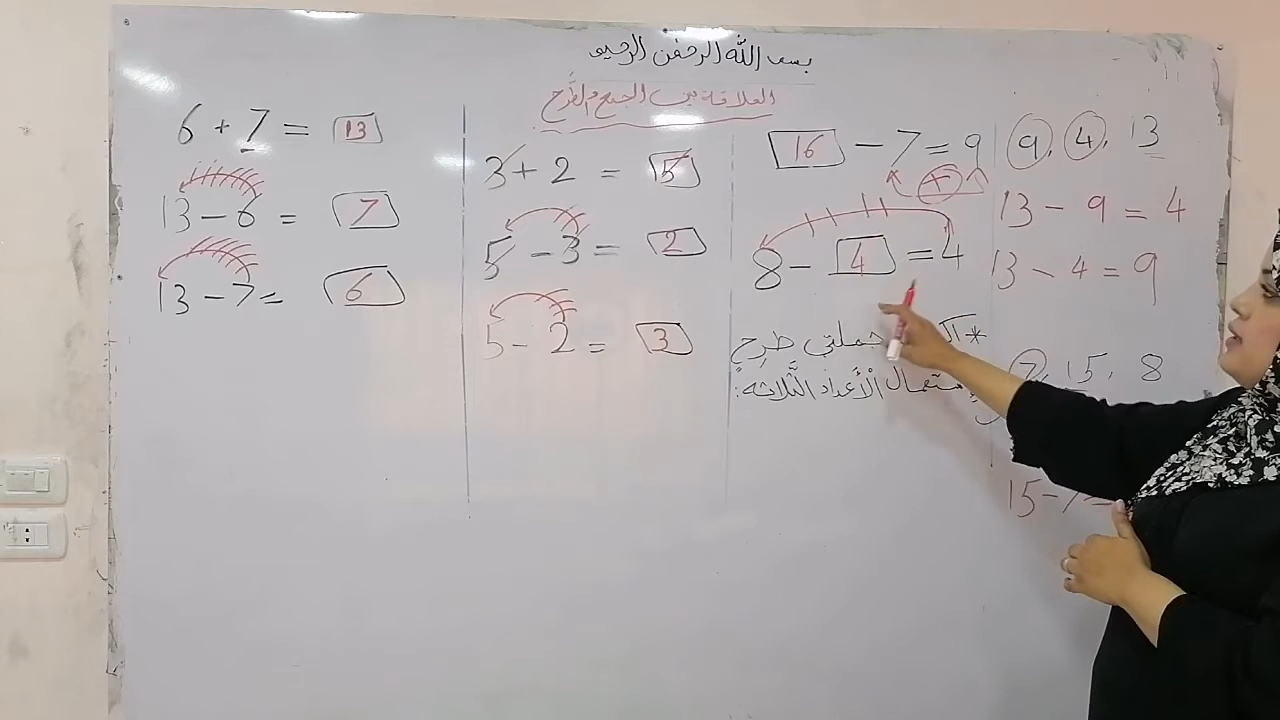 بسم الله الرحمن الرحيم
العلاقة بين الجمع والطرح
6 + 7 = 13
13 - 6 = 7
13 - 7 = 6
3 + 2 = 5
5 - 3 = 2
5 - 2 = 3
16 - 7 = 9
+
8 - 4 = 4
* جملتي طرح
الأعداد الثلاثة:
9, 4, 13
13 - 9 = 4
13 - 4 = 9
7, 15, 8
15 - 7 =